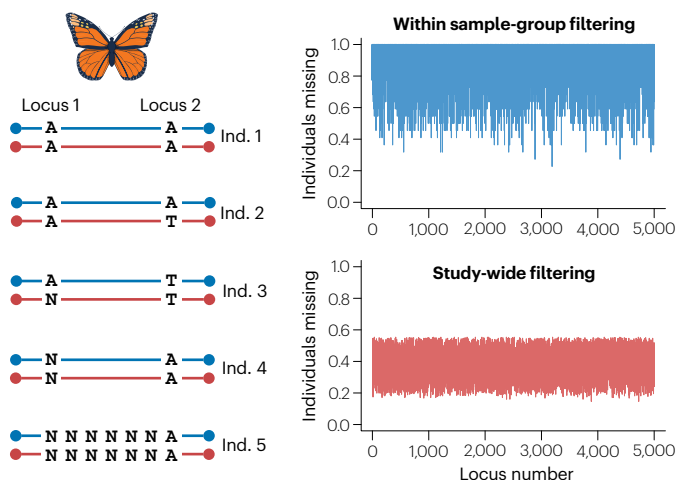 Locus 1 Locus 2
A A
A A
Ind. 1
A A
A T
Ind. 2
A T
N T
Ind. 3
N A
N A
Ind. 4
N N N N N N A
N N N N N N A
Ind. 5
Within sample-group filtering
Individuals missing
1.0
0.8
0.6
0.4
0.2
0.0
0 1,000 2,000 3,000 4,000 5,000
Study-wide filtering
Individuals missing
1.0
0.8
0.6
0.4
0.2
0.0
0 1,000 2,000 3,000 4,000 5,000
Locus number